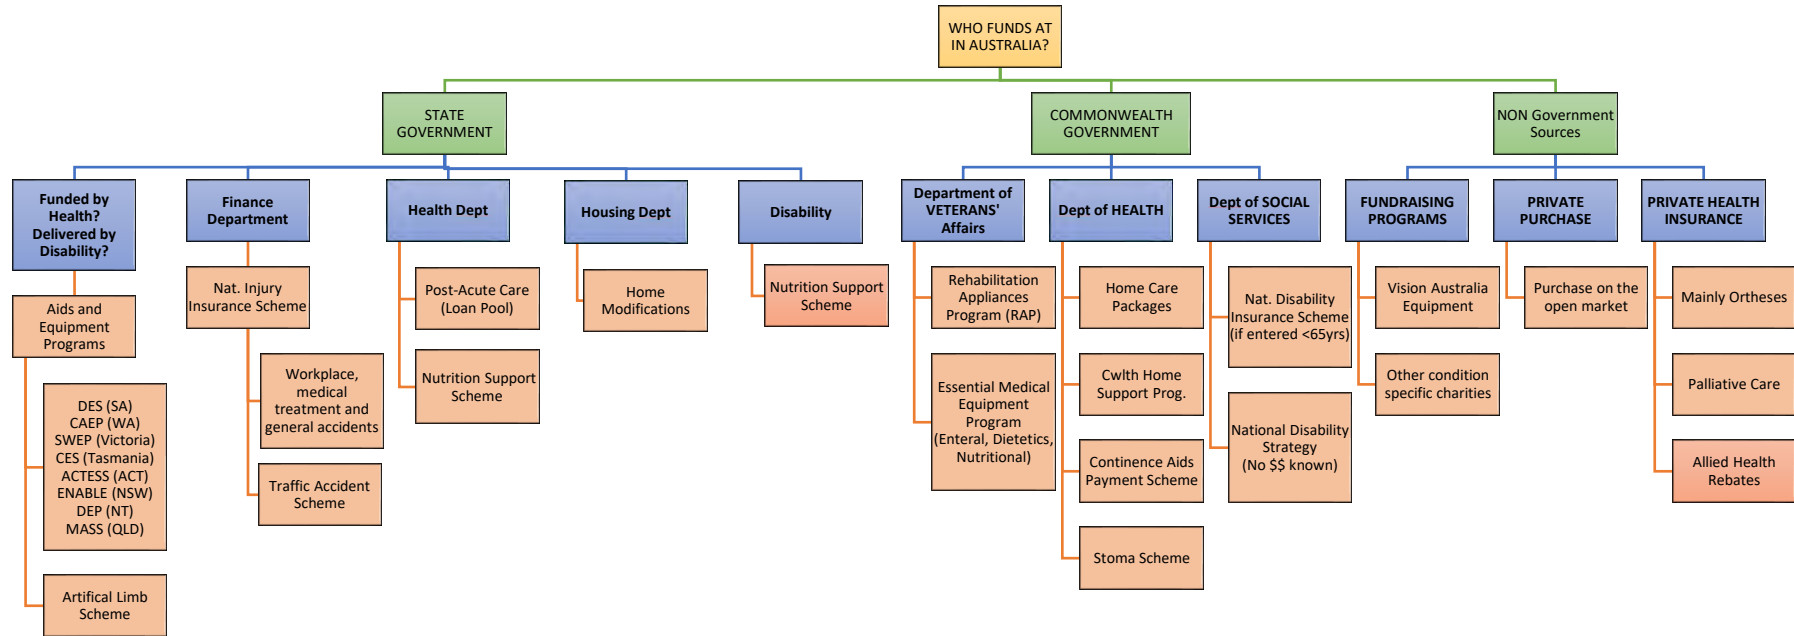 WHO FUNDS AT
IN AUSTRALIA?
STATE
GOVERNMENT
COMMONWEALTH
GOVERNMENT
NON Government
Sources
Funded by
Health?
Delivered by
Disability?
Finance
Department
Health Dept
Housing Dept
Disability
Department of
VETERANS'
Affairs
Dept of HEALTH
Dept of SOCIAL
SERVICES
FUNDRAISING
PROGRAMS
PRIVATE
PURCHASE
PRIVATE HEALTH
INSURANCE
Aids and
Equipment
Programs
DES (SA)
CAEP (WA)
SWEP (Victoria)
CES (Tasmania)
ACTESS (ACT)
ENABLE (NSW)
DEP (NT)
MASS (QLD)
Artifical Limb
Scheme
Nat. Injury
Insurance Scheme
Workplace,
medical
treatment and
general accidents
Traffic Accident
Scheme
Post-Acute Care
(Loan Pool)
Nutrition Support
Scheme
Home
Modifications
Nutrition Support
Scheme
Rehabilitation
Appliances
Program (RAP)
Essential Medical
Equipment
Program
(Enteral, Dietetics,
Nutritional)
Home Care
Packages
Cwlth Home
Support Prog.
Continence Aids
Payment Scheme
Stoma Scheme
Nat. Disability
Insurance Scheme
(if entered <65yrs)
National Disability
Strategy
(No $$ known)
Vision Australia
Equipment
Other condition
specific charities
Purchase on the
open market
Mainly Ortheses
Palliative Care
Allied Health
Rebates